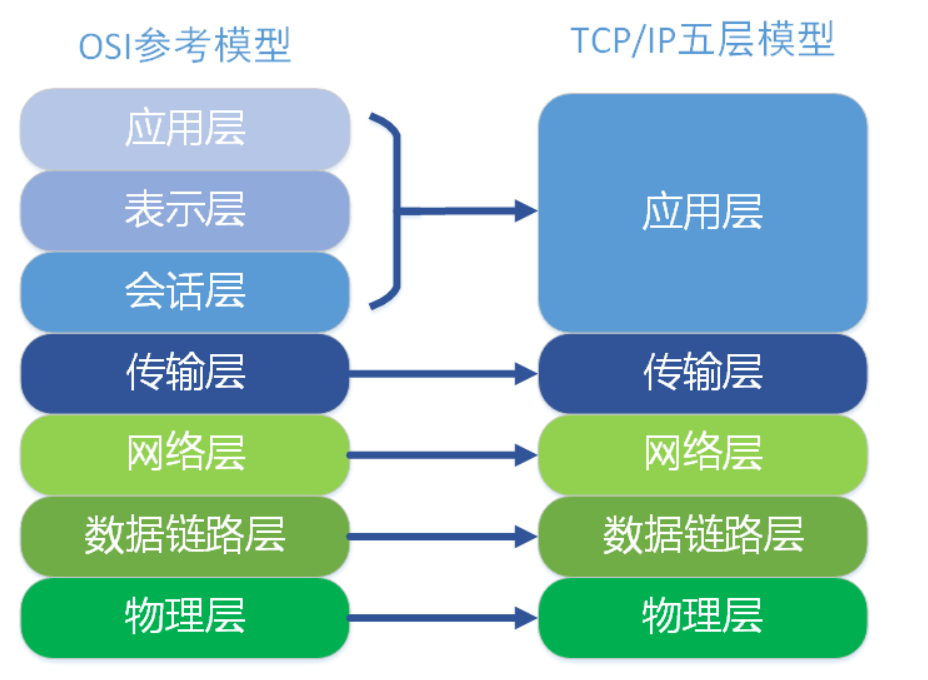 OSI参考模型
TCP/IP五层模型
应用层
表示层
会话层
传输层
网络层
数据链路层
物理层
应用层
传输层
网络层
数据链路层
物理层